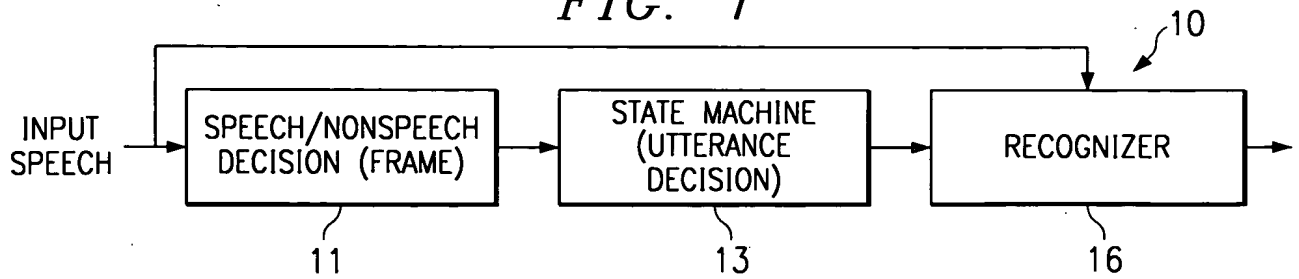 FIG. 1
10
INPUT
SPEECH
SPEECH/NONSPEECH
DECISION (FRAME)
STATE MACHINE
(UTTERANCE
DECISION)
RECOGNIZER
11
13
16